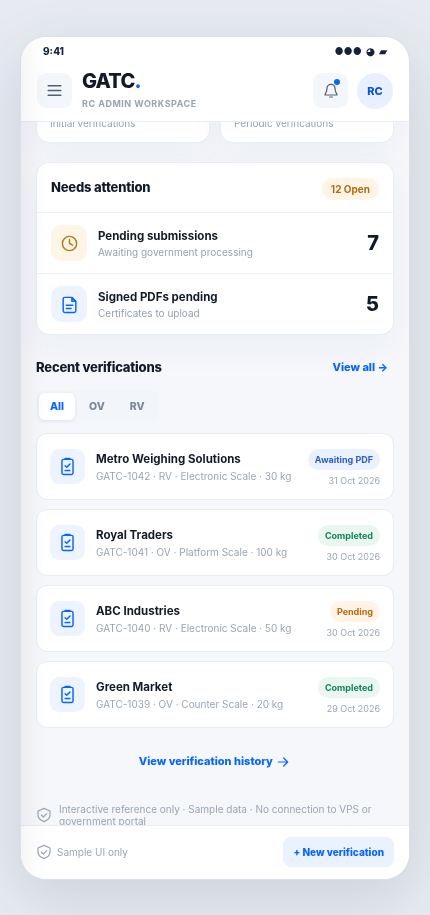 9:41
GATC.
RC ADMIN WORKSPACE
RC
Initial verifications
Periodic verifications
Needs attention
12 Open
Pending submissions
Awaiting government processing
7
Signed PDFs pending
Certificates to upload
5
Recent verifications
View all →
All
OV
RV
Metro Weighing Solutions
GATC-1042 · RV · Electronic Scale · 30 kg
Awaiting PDF
31 Oct 2026
Royal Traders
GATC-1041 · OV · Platform Scale · 100 kg
Completed
30 Oct 2026
ABC Industries
GATC-1040 · RV · Electronic Scale · 50 kg
Pending
30 Oct 2026
Green Market
GATC-1039 · OV · Counter Scale · 20 kg
Completed
29 Oct 2026
View verification history →
Interactive reference only · Sample data · No connection to VPS or
government portal
Sample UI only
+ New verification